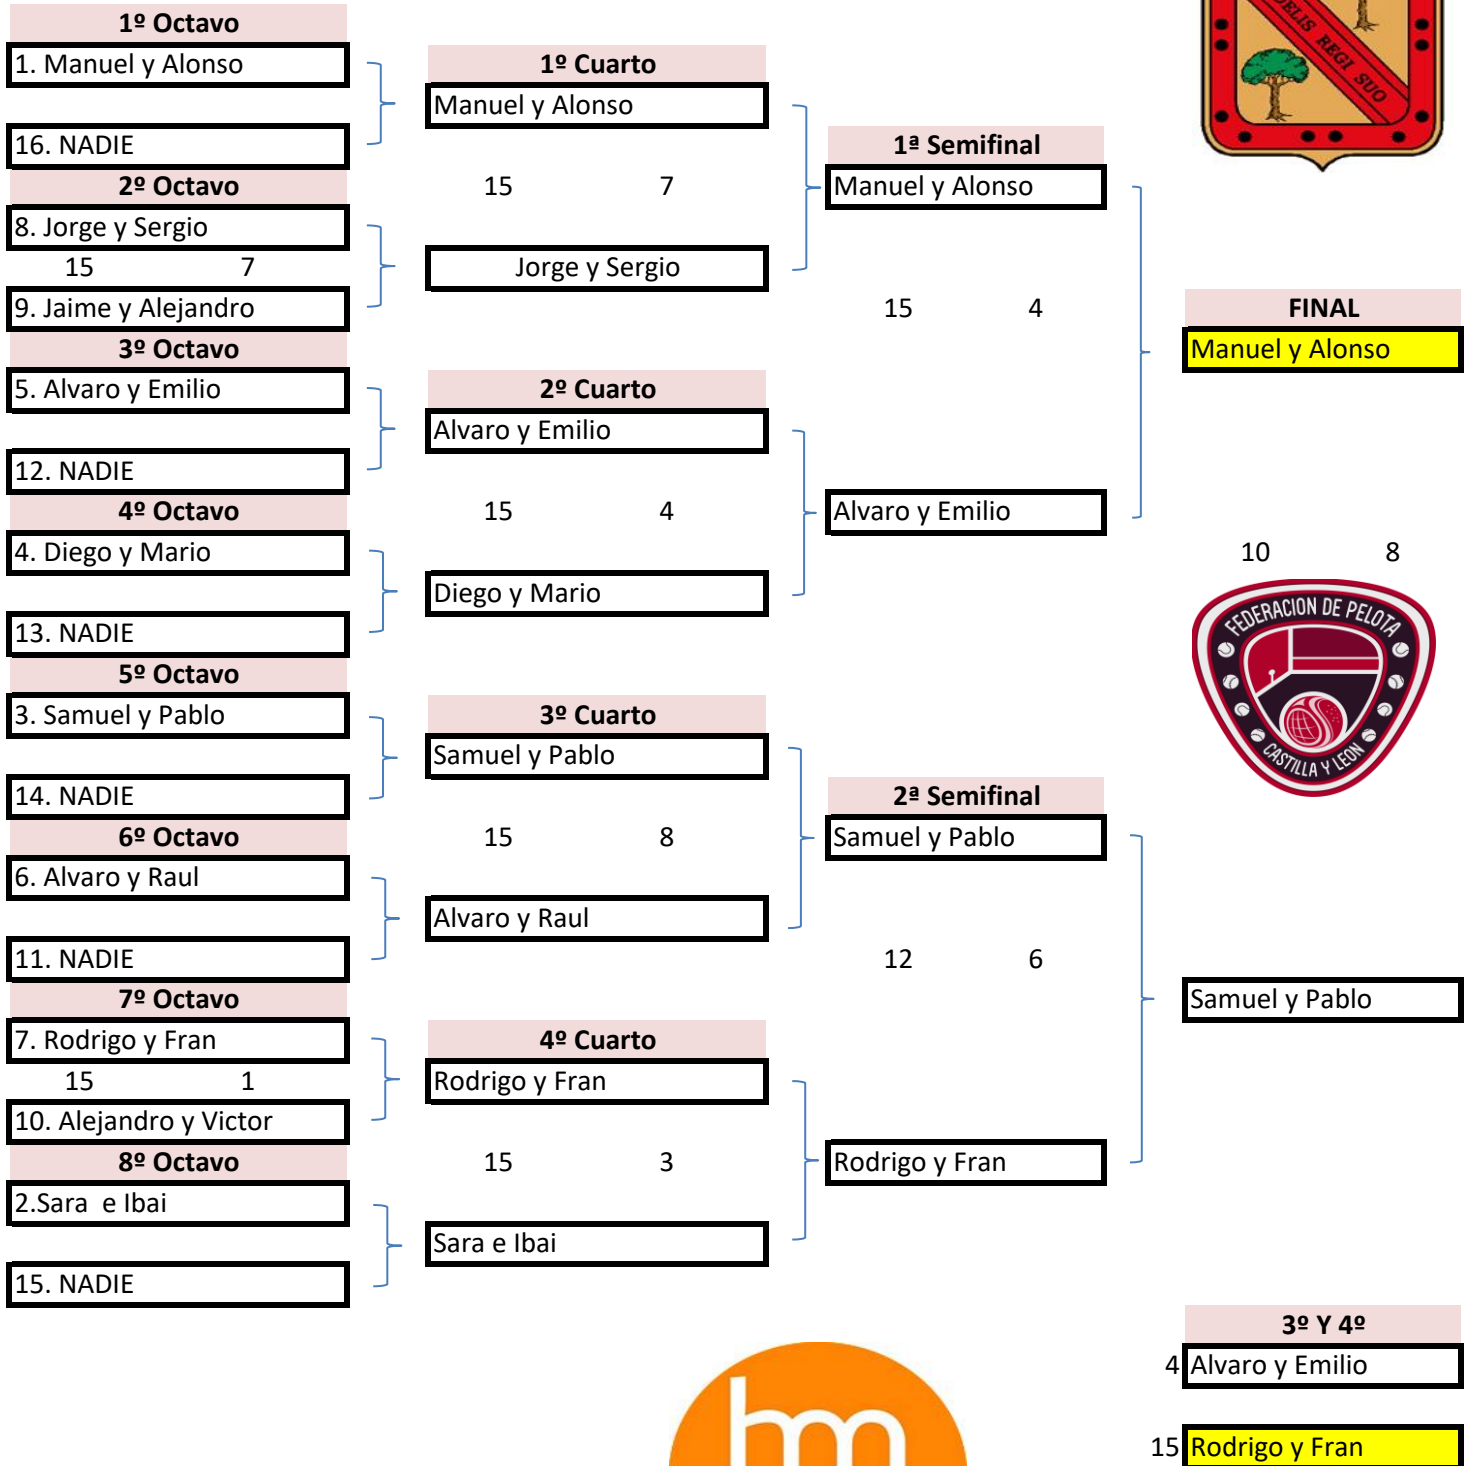 1º Octavo
1. Manuel y Alonso
16. NADIE
2º Octavo
8. Jorge y Sergio
15 7
9. Jaime y Alejandro
3º Octavo
5. Alvaro y Emilio
12. NADIE
4º Octavo
4. Diego y Mario
13. NADIE
5º Octavo
3. Samuel y Pablo
14. NADIE
6º Octavo
6. Alvaro y Raul
11. NADIE
7º Octavo
7. Rodrigo y Fran
15 1
10. Alejandro y Victor
8º Octavo
2.Sara e Ibai
15. NADIE
1º Cuarto
Manuel y Alonso
15 7
Jorge y Sergio
2º Cuarto
Alvaro y Emilio
15 4
Diego y Mario
3º Cuarto
Samuel y Pablo
15 8
Alvaro y Raul
4º Cuarto
Rodrigo y Fran
15 3
Sara e Ibai
1ª Semifinal
Manuel y Alonso
15 4
Alvaro y Emilio
2ª Semifinal
Samuel y Pablo
12 6
Rodrigo y Fran
DELIS REGI SUO
FINAL
Manuel y Alonso
10 8
FEDERACION DE PELOTA
CASTILLA Y LEON
Samuel y Pablo
3º Y 4º
4 Alvaro y Emilio
15 Rodrigo y Fran
hm